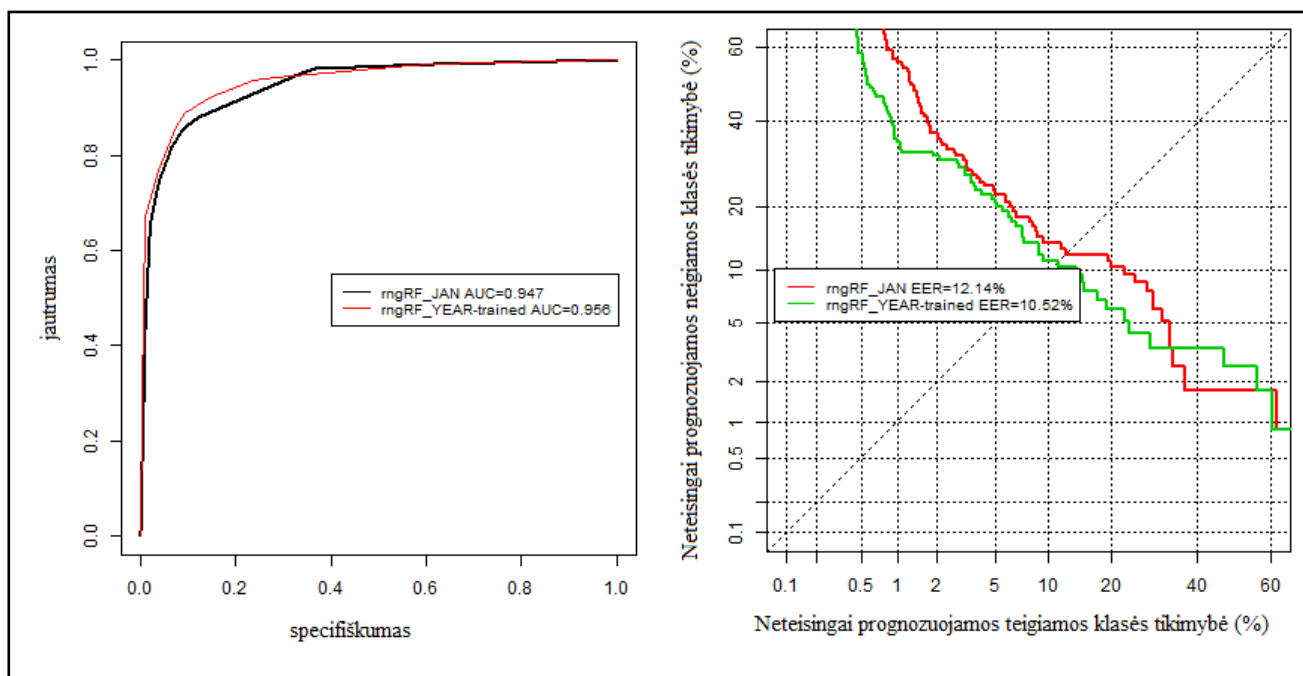 jautrumas
1.0
0.8
0.6
0.4
0.2
0.0
rngRF_JAN AUC=0.947
rngRF_YEAR-trained AUC=0.956
0.0 0.2 0.4 0.6 0.8 1.0
specifiškumas
Neteisingai prognozuojamos neigiamos klasės tikimybė (%)
60
40
20
10
5
2
1
0.5
0.1
rngRF_JAN EER=12.14%
rngRF_YEAR-trained EER=10.52%
0.1 0.5 1 2 5 10 20 40 60
Neteisingai prognozuojamos teigiamos klasės tikimybė (%)